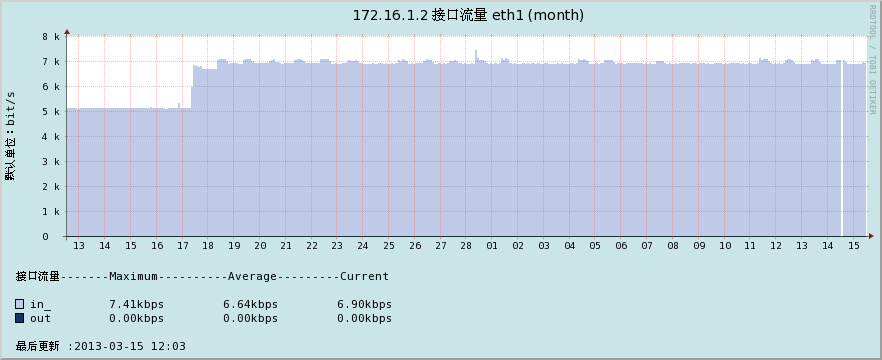 172.16.1.2 接口流量 eth1 (month)
RRDTOOL / TOBI OETIKER
默认单位：bit/s
8 k
7 k
6 k
5 k
4 k
3 k
2 k
1 k
0
13 14 15 16 17 18 19 20 21 22 23 24 25 26 27 28 01 02 03 04 05 06 07 08 09 10 11 12 13 14 15
接口流量-------Maximum----------Average---------Current
in_ 7.41kbps 6.64kbps 6.90kbps
out 0.00kbps 0.00kbps 0.00kbps
最后更新 :2013-03-15 12:03